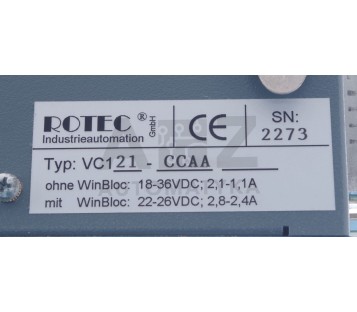 ROTEC ® GmbH
Industrieautomation
CE
SN:
2273
Typ: VC121 - CCAA
ohne WinBloc: 18-36VDC; 2,1-1,1A
mit WinBloc: 22-26VDC; 2,8-2,4A